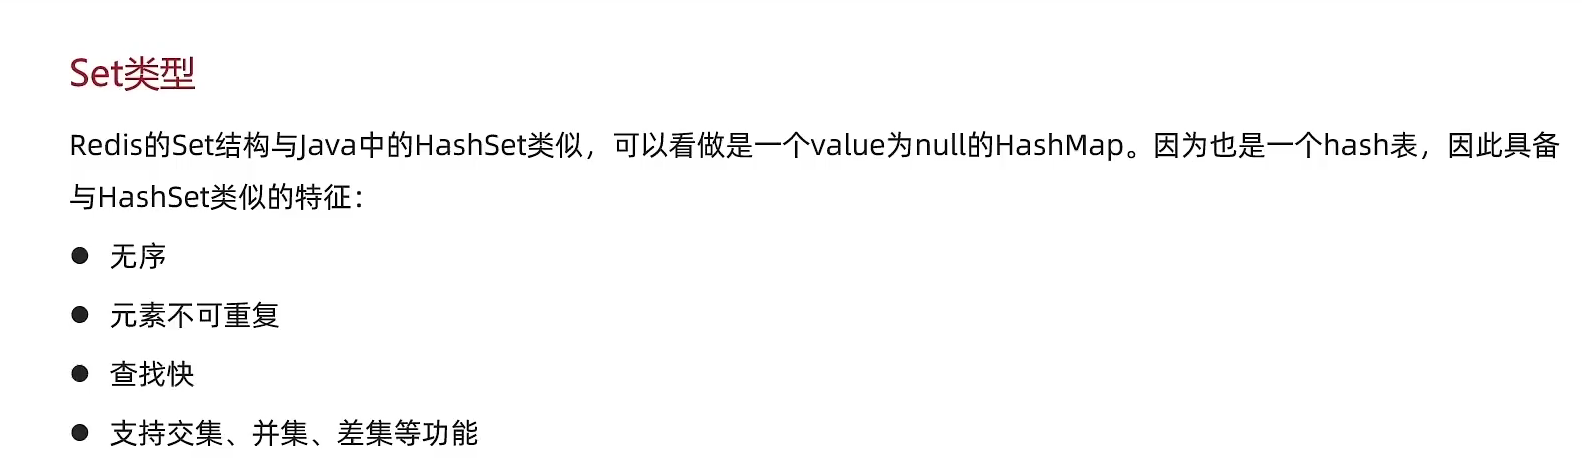 Set类型
Redis的Set结构与Java中的HashSet类似，可以看做是一个value为null的HashMap。因为也是一个hash表，因此具备
与HashSet类似的特征：
● 无序
● 元素不可重复
● 查找快
● 支持交集、并集、差集等功能